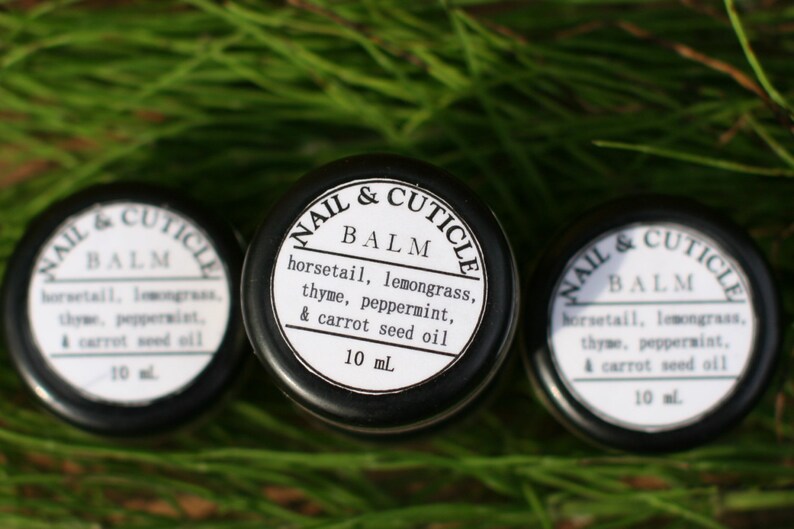 NAIL & CUTICLE
BALM
horsetail, lemongrass,
thyme, peppermint,
& carrot seed oil
10 mL
NAIL & CUTICLE
BALM
horsetail, lemongrass,
thyme, peppermint,
& carrot seed oil
10 mL
NAIL & CUTICLE
BALM
horsetail, lemongrass,
thyme, peppermint,
& carrot seed oil
10 mL